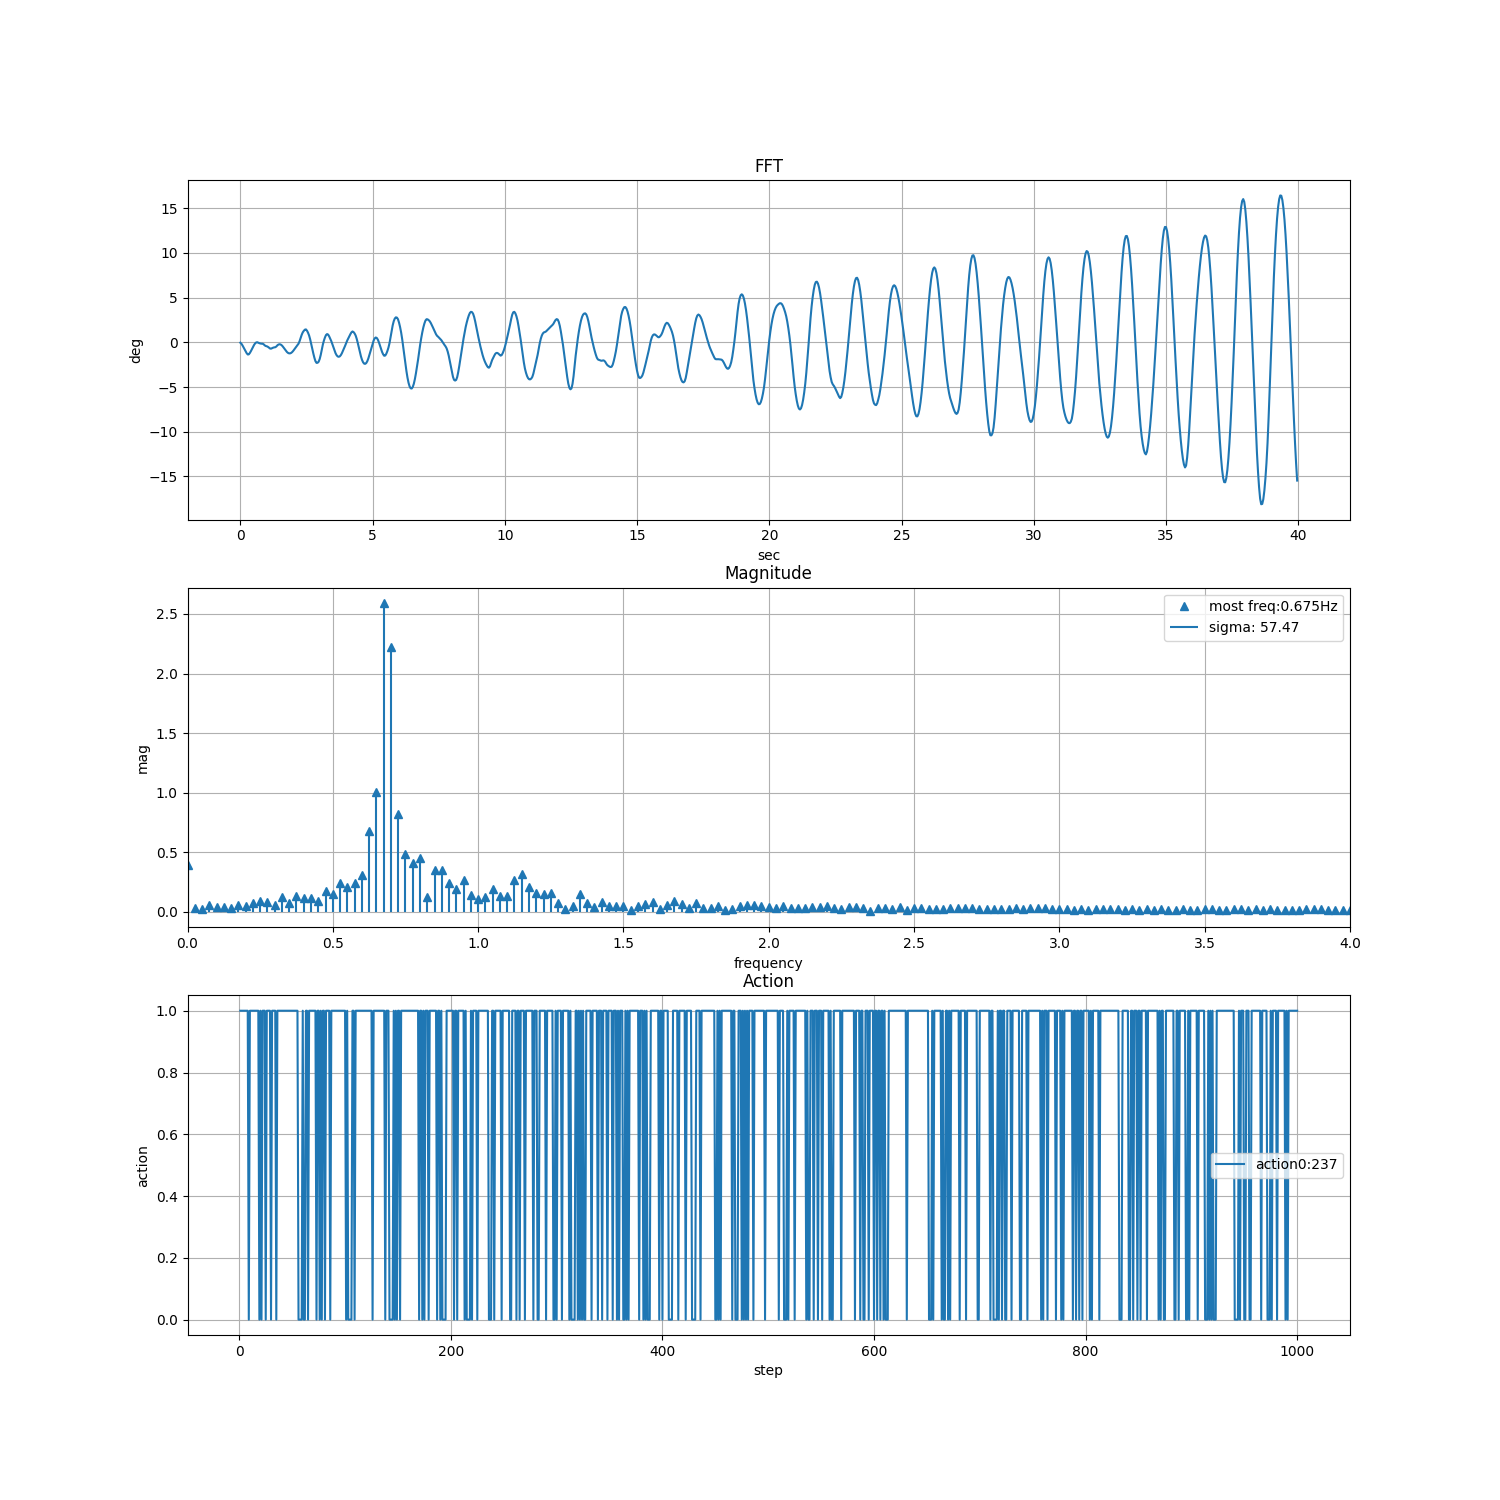 FFT
15
10
5
0
−5
−10
−15
deg
0 5 10 15 20 25 30 35 40
sec
Magnitude
2.5
2.0
1.5
1.0
0.5
0.0
mag
most freq:0.675Hz
sigma: 57.47
0.0 0.5 1.0 1.5 2.0 2.5 3.0 3.5 4.0
frequency
Action
1.0
0.8
0.6
0.4
0.2
0.0
action
action0:237
0 200 400 600 800 1000
step